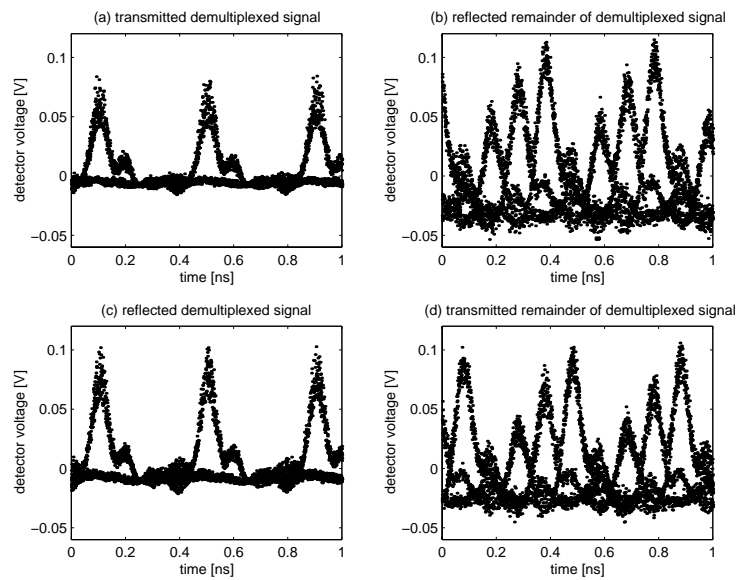 (a) transmitted demultiplexed signal
0.1
0.05
0
−0.05
detector voltage [V]
0 0.2 0.4 0.6 0.8 1
time [ns]
(b) reflected remainder of demultiplexed signal
0.1
0.05
0
−0.05
detector voltage [V]
0 0.2 0.4 0.6 0.8 1
time [ns]
(c) reflected demultiplexed signal
0.1
0.05
0
−0.05
detector voltage [V]
0 0.2 0.4 0.6 0.8 1
time [ns]
(d) transmitted remainder of demultiplexed signal
0.1
0.05
0
−0.05
detector voltage [V]
0 0.2 0.4 0.6 0.8 1
time [ns]